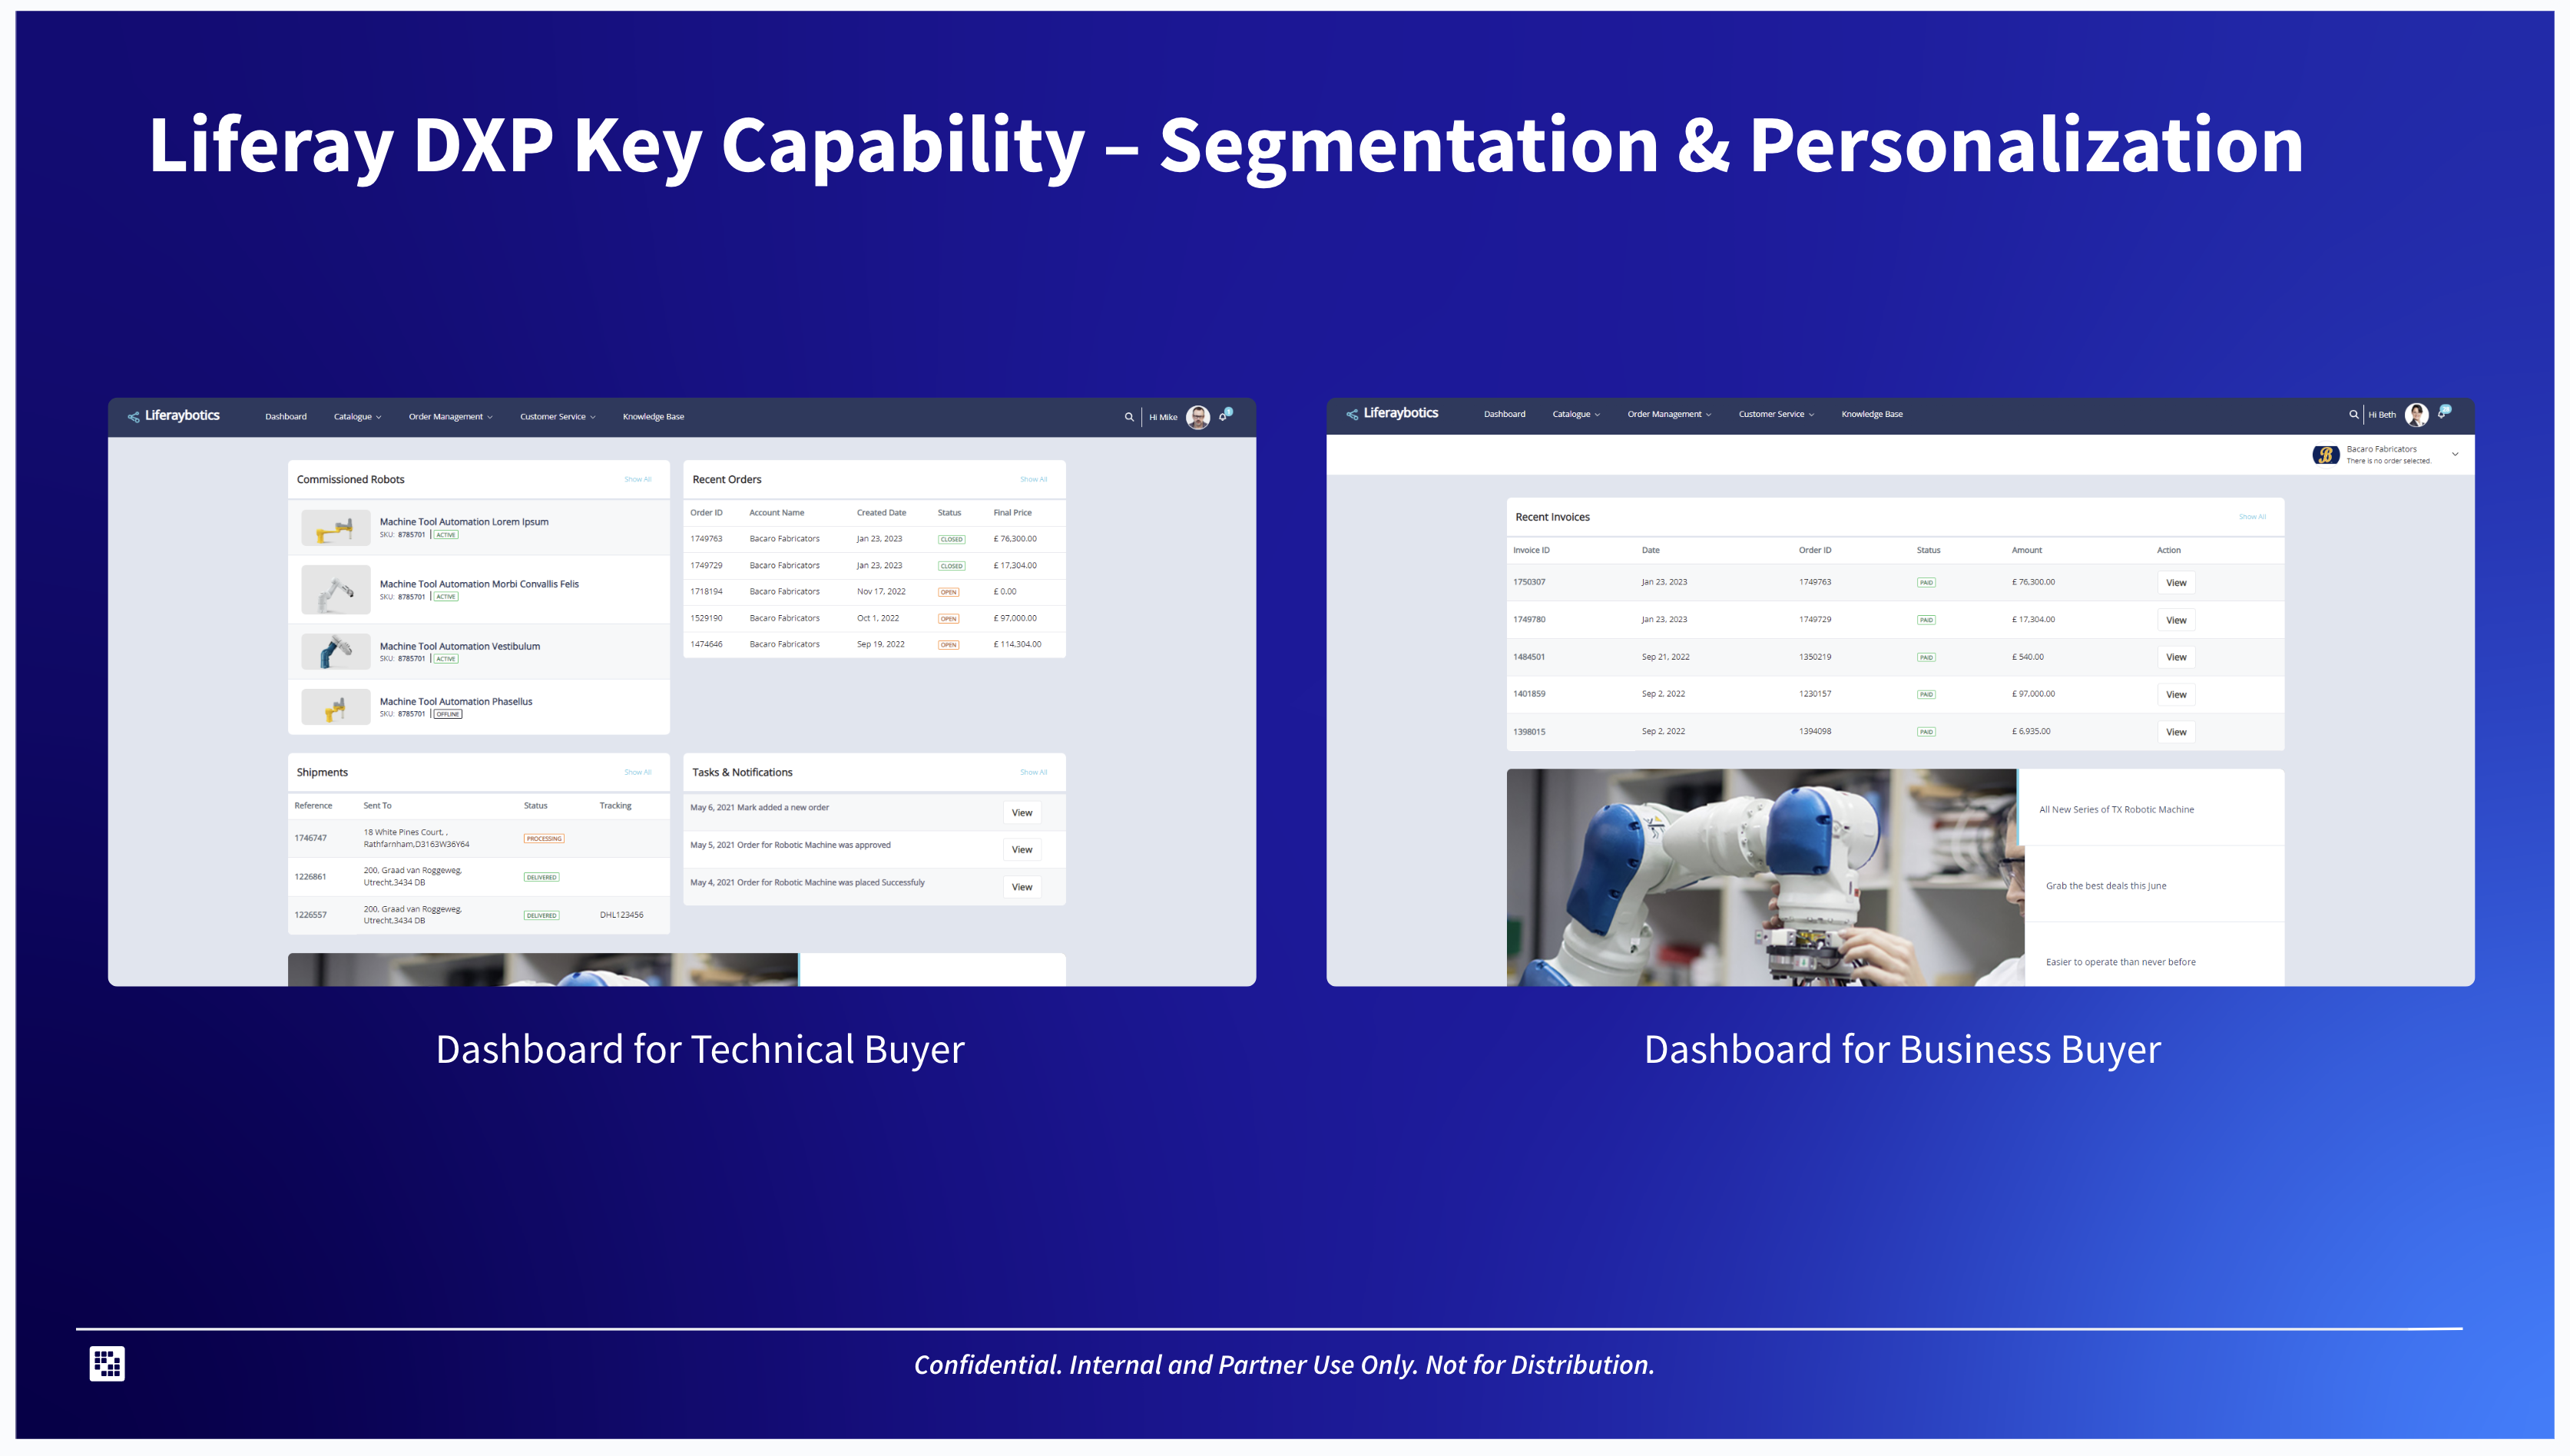 Liferay DXP Key Capability – Segmentation & Personalization
Liferaybotics
Dashboard Catalogue Order Management Customer Service Knowledge Base
Hi Mike
Commissioned Robots Show All
Machine Tool Automation Lorem Ipsum
SKU: 8785701 | ACTIVE
Machine Tool Automation Morbi Convallis Felis
SKU: 8785701 | ACTIVE
Machine Tool Automation Vestibulum
SKU: 8785701 | ACTIVE
Machine Tool Automation Phasellus
SKU: 8785701 | OFFLINE
Recent Orders Show All
Order ID Account Name Created Date Status Final Price
1749763 Bacaro Fabricators Jan 23, 2023 CLOSED £ 76,300.00
1749729 Bacaro Fabricators Jan 23, 2023 CLOSED £ 17,304.00
1718194 Bacaro Fabricators Nov 17, 2022 OPEN £ 0.00
1529190 Bacaro Fabricators Oct 1, 2022 OPEN £ 97,000.00
1474646 Bacaro Fabricators Sep 19, 2022 OPEN £ 114,304.00
Shipments Show All
Reference Sent To Status Tracking
1746747 18 White Pines Court, , PROCESSING
Rathfarnham,D3163W36Y64
1226861 200, Graad van Roggeweg, DELIVERED
Utrecht,3434 DB
1226557 200, Graad van Roggeweg, DELIVERED DHL123456
Utrecht,3434 DB
Tasks & Notifications Show All
May 6, 2021 Mark added a new order View
May 5, 2021 Order for Robotic Machine was approved View
May 4, 2021 Order for Robotic Machine was placed Successfuly View
Dashboard for Technical Buyer
Liferaybotics
Dashboard Catalogue Order Management Customer Service Knowledge Base
Hi Beth
B
Bacaro Fabricators
There is no order selected.
Recent Invoices Show All
Invoice ID Date Order ID Status Amount Action
1750307 Jan 23, 2023 1749763 PAID £ 76,300.00 View
1749780 Jan 23, 2023 1749729 PAID £ 17,304.00 View
1484501 Sep 21, 2022 1350219 PAID £ 540.00 View
1401859 Sep 2, 2022 1230157 PAID £ 97,000.00 View
1398015 Sep 2, 2022 1394098 PAID £ 6,935.00 View
All New Series of TX Robotic Machine
Grab the best deals this June
Easier to operate than never before
Dashboard for Business Buyer
Confidential. Internal and Partner Use Only. Not for Distribution.